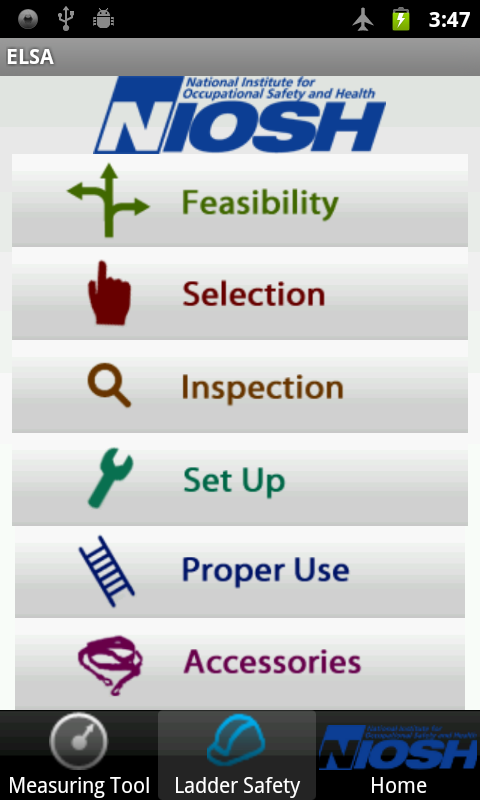 3:47
ELSA
National Institute for
Occupational Safety and Health
NIOSH
Feasibility
Selection
Inspection
Set Up
Proper Use
Accessories
National Institute for
Occupational Safety and Health
NIOSH
Measuring Tool
Ladder Safety
Home